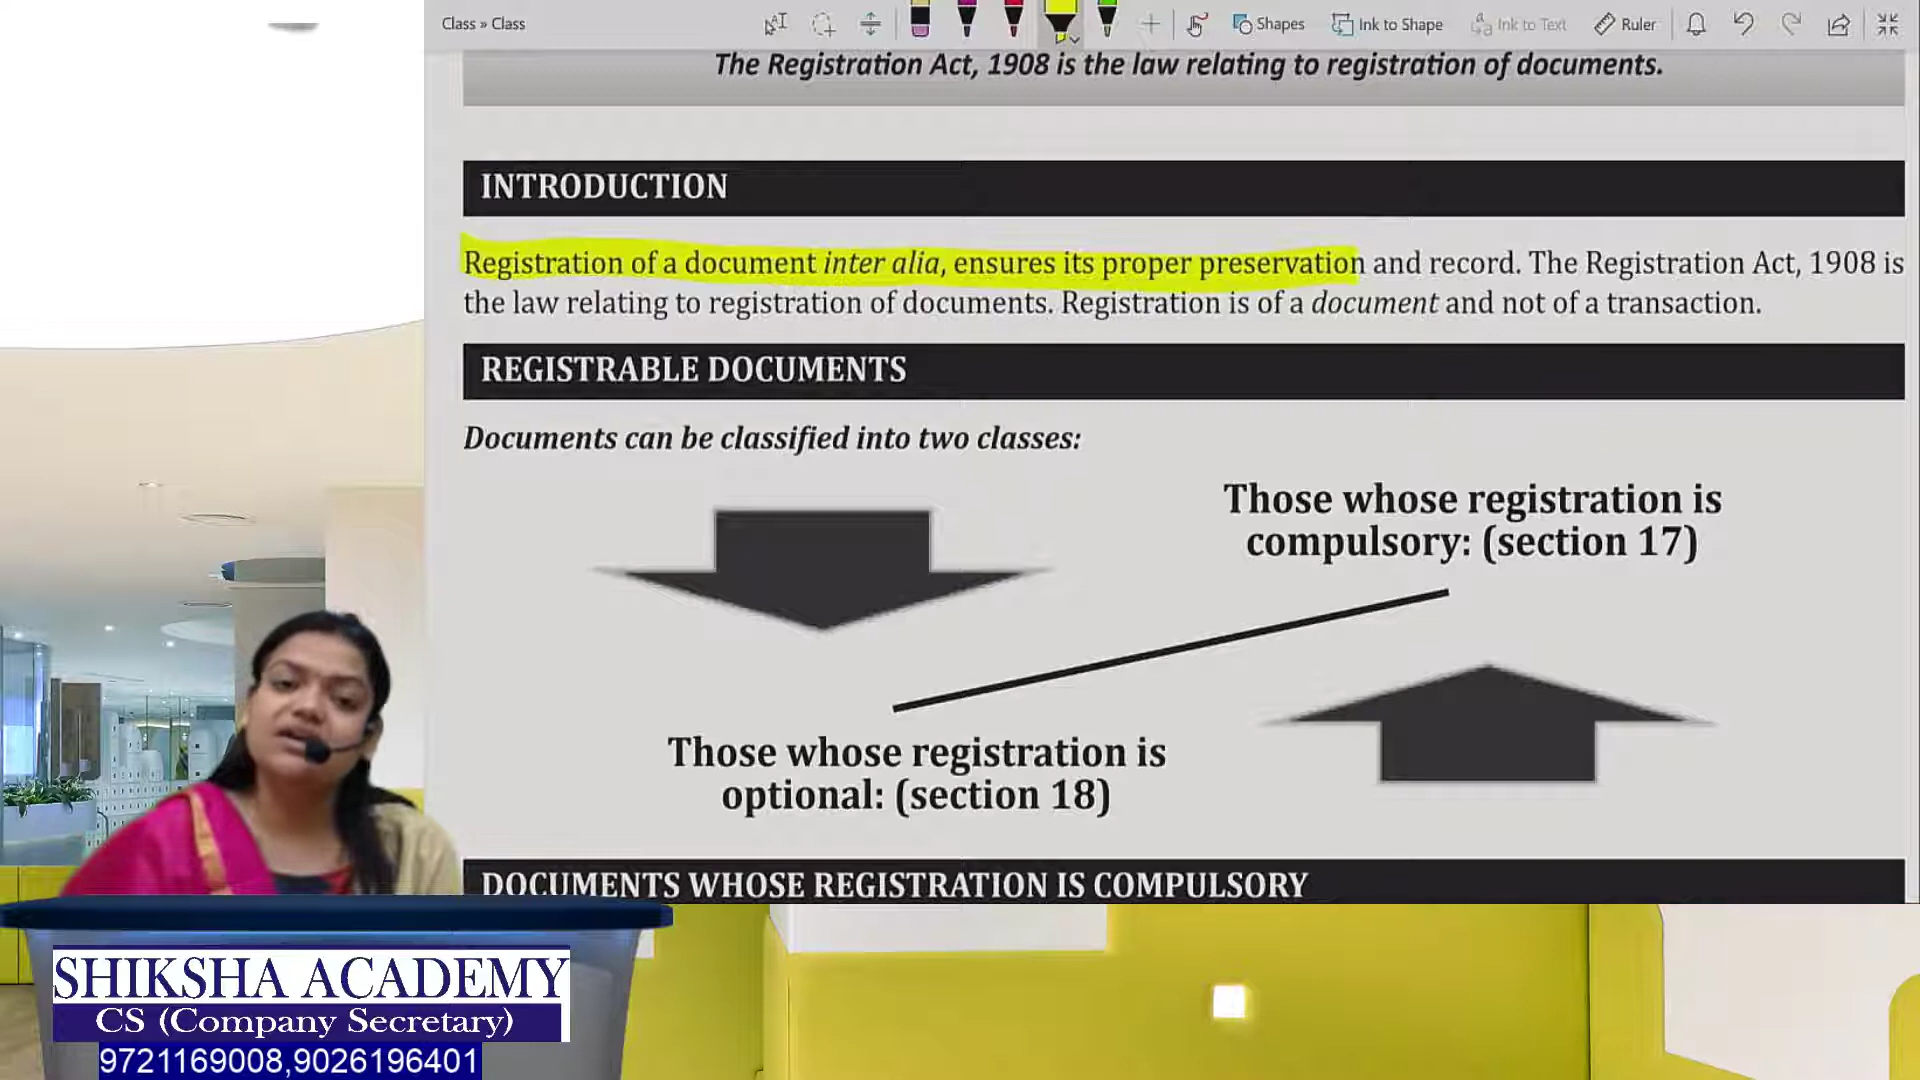 Class » Class
Shapes
Ink to Shape
Ink to Text
Ruler
The Registration Act, 1908 is the law relating to registration of documents.
INTRODUCTION
Registration of a document inter alia, ensures its proper preservation and record. The Registration Act, 1908 is
the law relating to registration of documents. Registration is of a document and not of a transaction.
REGISTRABLE DOCUMENTS
Documents can be classified into two classes:
Those whose registration is
compulsory: (section 17)
Those whose registration is
optional: (section 18)
DOCUMENTS WHOSE REGISTRATION IS COMPULSORY
SHIKSHA ACADEMY
CS (Company Secretary)
9721169008,9026196401